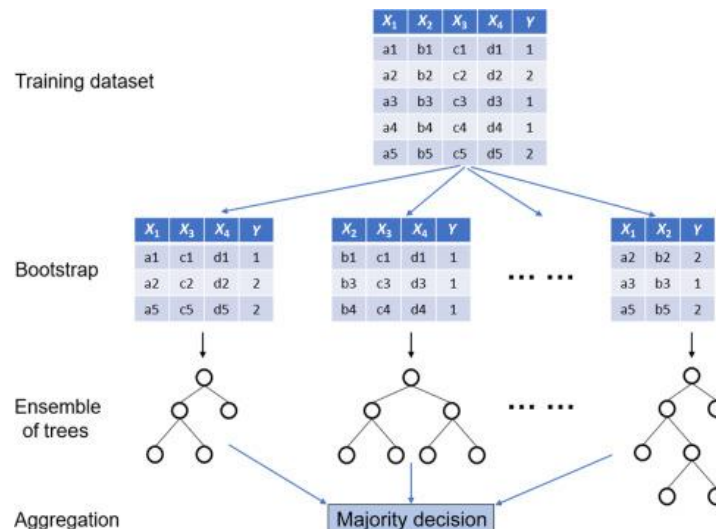 X1 X2 X3 X4 Y
a1 b1 c1 d1 1
Training dataset
a2 b2 c2 d2 2
a3 b3 c3 d3 1
a4 b4 c4 d4 1
a5 b5 c5 d5 2
Bootstrap
X1 X3 X4 Y
a1 c1 d1 1
a2 c2 d2 2
a5 c5 d5 2
X2 X3 X4 Y
b1 c1 d1 1
b3 c3 d3 1
b4 c4 d4 1
... ...
X1 X2 Y
a2 b2 2
a3 b3 1
a5 b5 2
Ensemble
of trees
... ...
Aggregation
Majority decision